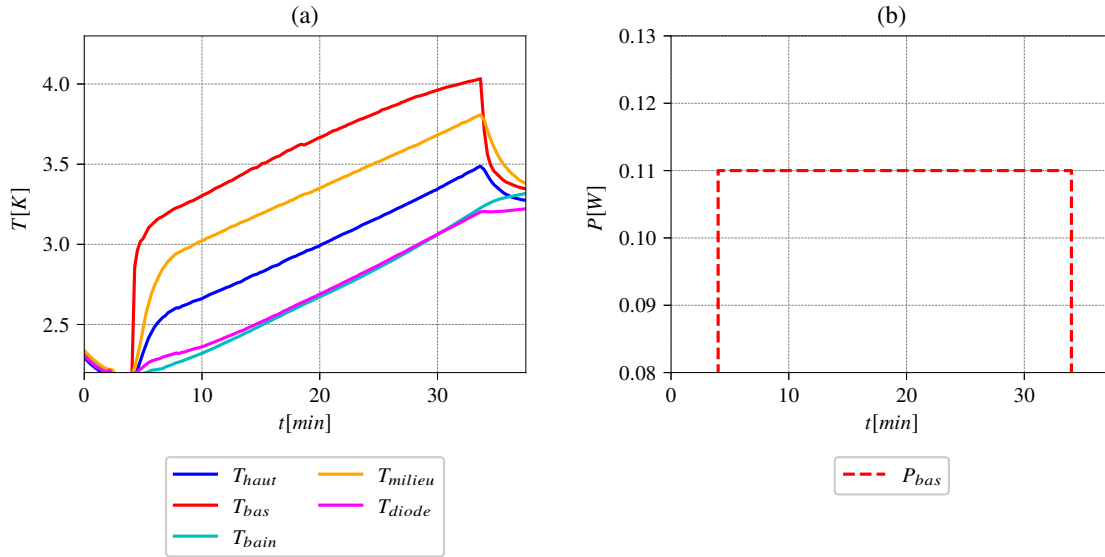 (a)
(b)
4.0
3.5
3.0
2.5
T[K]
0
10
20
30
t[min]
0.13
0.12
0.11
0.10
0.09
0.08
P[W]
0
10
20
30
t[min]
T_haut
T_milieu
T_bas
T_diode
T_bain
P_bas